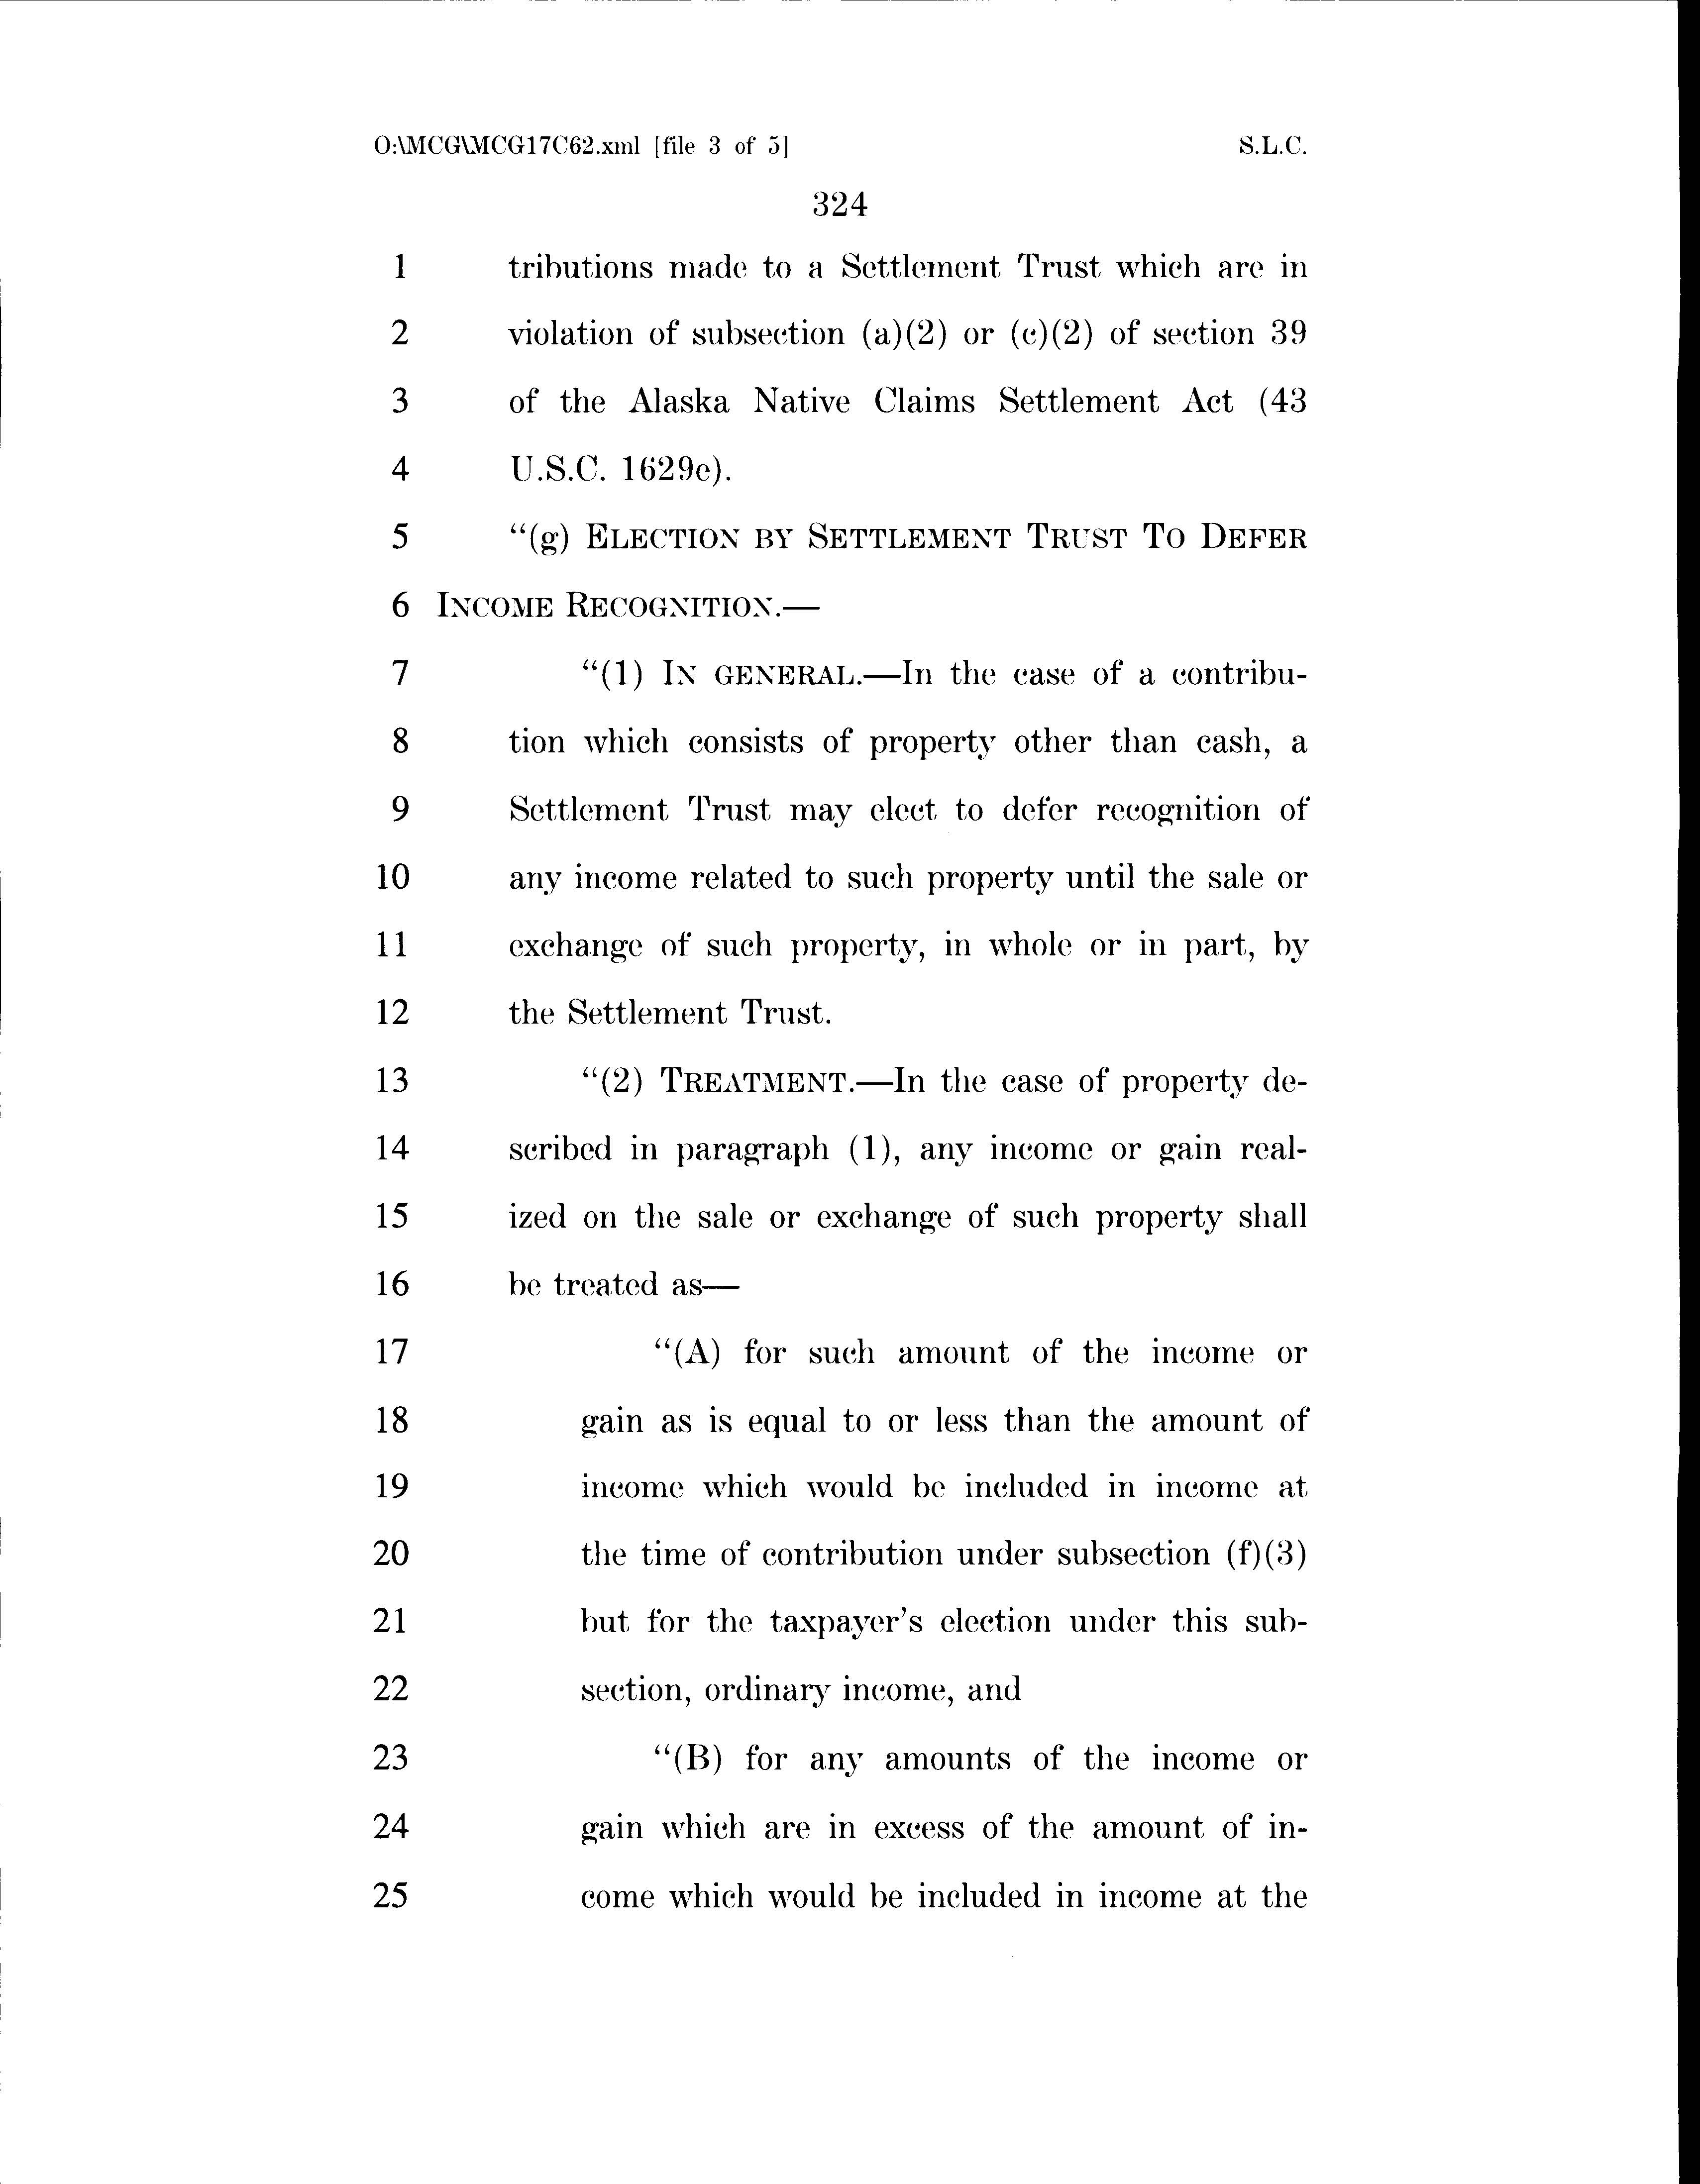 O:\MCG\MCG17C62.xml [file 3 of 5] S.L.C.
324
1 tributions made to a Settlement Trust which are in
2 violation of subsection (a)(2) or (c)(2) of section 39
3 of the Alaska Native Claims Settlement Act (43
4 U.S.C. 1629e).
5 “(g) ELECTION BY SETTLEMENT TRUST TO DEFER
6 INCOME RECOGNITION.—
7 “(1) IN GENERAL.—In the case of a contribu-
8 tion which consists of property other than cash, a
9 Settlement Trust may elect to defer recognition of
10 any income related to such property until the sale or
11 exchange of such property, in whole or in part, by
12 the Settlement Trust.
13 “(2) TREATMENT.—In the case of property de-
14 scribed in paragraph (1), any income or gain real-
15 ized on the sale or exchange of such property shall
16 be treated as—
17 “(A) for such amount of the income or
18 gain as is equal to or less than the amount of
19 income which would be included in income at
20 the time of contribution under subsection (f)(3)
21 but for the taxpayer’s election under this sub-
22 section, ordinary income, and
23 “(B) for any amounts of the income or
24 gain which are in excess of the amount of in-
25 come which would be included in income at the